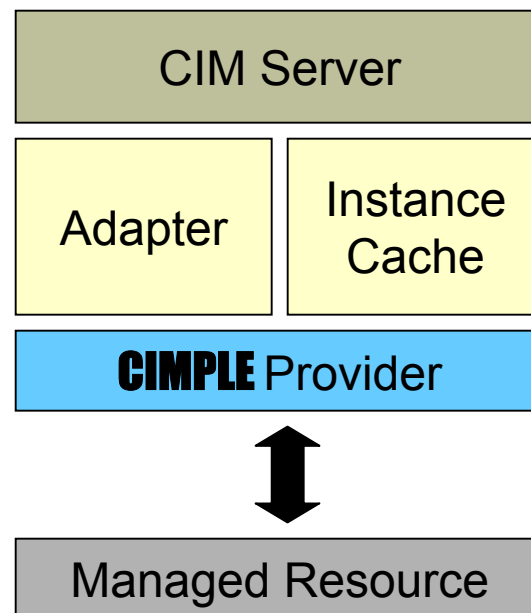 CIM Server
Adapter
Instance
Cache
CIMPLE Provider
Managed Resource